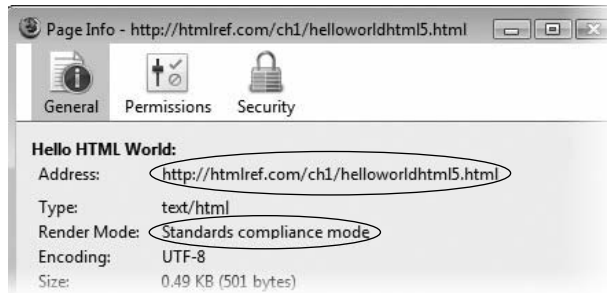 Page Info - http://htmlref.com/ch1/helloworldhtml5.html
General Permissions Security
Hello HTML World:
Address: http://htmlref.com/ch1/helloworldhtml5.html
Type: text/html
Render Mode: Standards compliance mode
Encoding: UTF-8
Size: 0.49 KB (501 bytes)